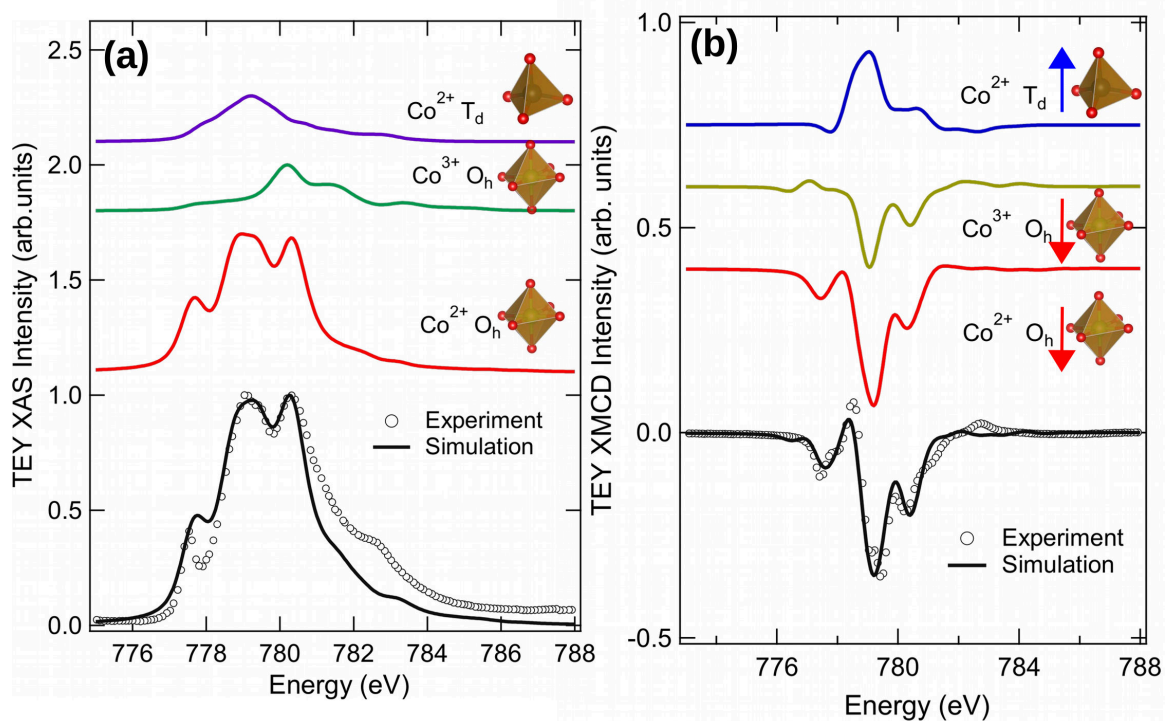 (a)
TEY XAS Intensity (arb.units)
2.5
2.0
1.5
1.0
0.5
0.0
Co2+ Td
Co3+ Oh
Co2+ Oh
Experiment
Simulation
776 778 780 782 784 786 788
Energy (eV)
(b)
TEY XMCD Intensity (arb. units)
1.0
0.5
0.0
-0.5
Co2+ Td
Co3+ Oh
Co2+ Oh
Experiment
Simulation
776 780 784 788
Energy (eV)